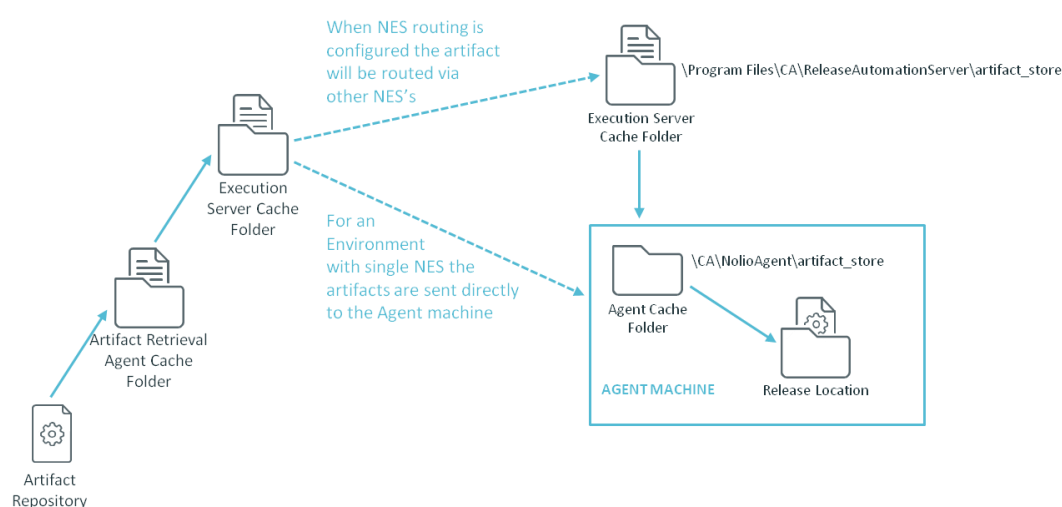 When NES routing is
configured the artifact
will be routed via
other NES's
\Program Files\CA\ReleaseAutomationServer\artifact_store
Execution Server
Cache Folder
Execution
Server Cache
Folder
For an
Environment
with single NES the
artifacts are sent directly
to the Agent machine
\CA\NolioAgent\artifact_store
Agent Cache
Folder
Release Location
AGENT MACHINE
Artifact Retrieval
Agent Cache
Folder
Artifact
Repository